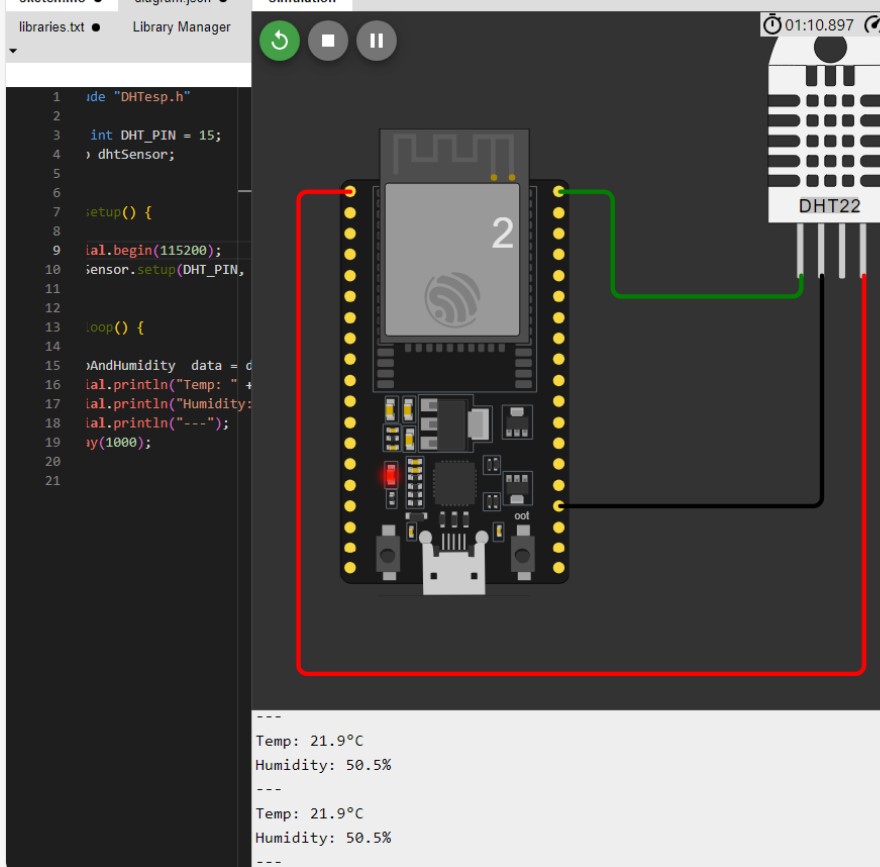 sketch.ino ● diagram.json ●
libraries.txt ● Library Manager
1 ude "DHTesp.h"
2
3 int DHT_PIN = 15;
4 dhtSensor;
5
6
7 setup() {
8
9 ial.begin(115200);
10 Sensor.setup(DHT_PIN,
11
12
13 loop() {
14
15 AndHumidity data = d
16 ial.println("Temp: " +
17 ial.println("Humidity:
18 ial.println("---");
19 ay(1000);
20
21
Simulation
01:10.897
DHT22
2
oot
---
Temp: 21.9°C
Humidity: 50.5%
---
Temp: 21.9°C
Humidity: 50.5%
---